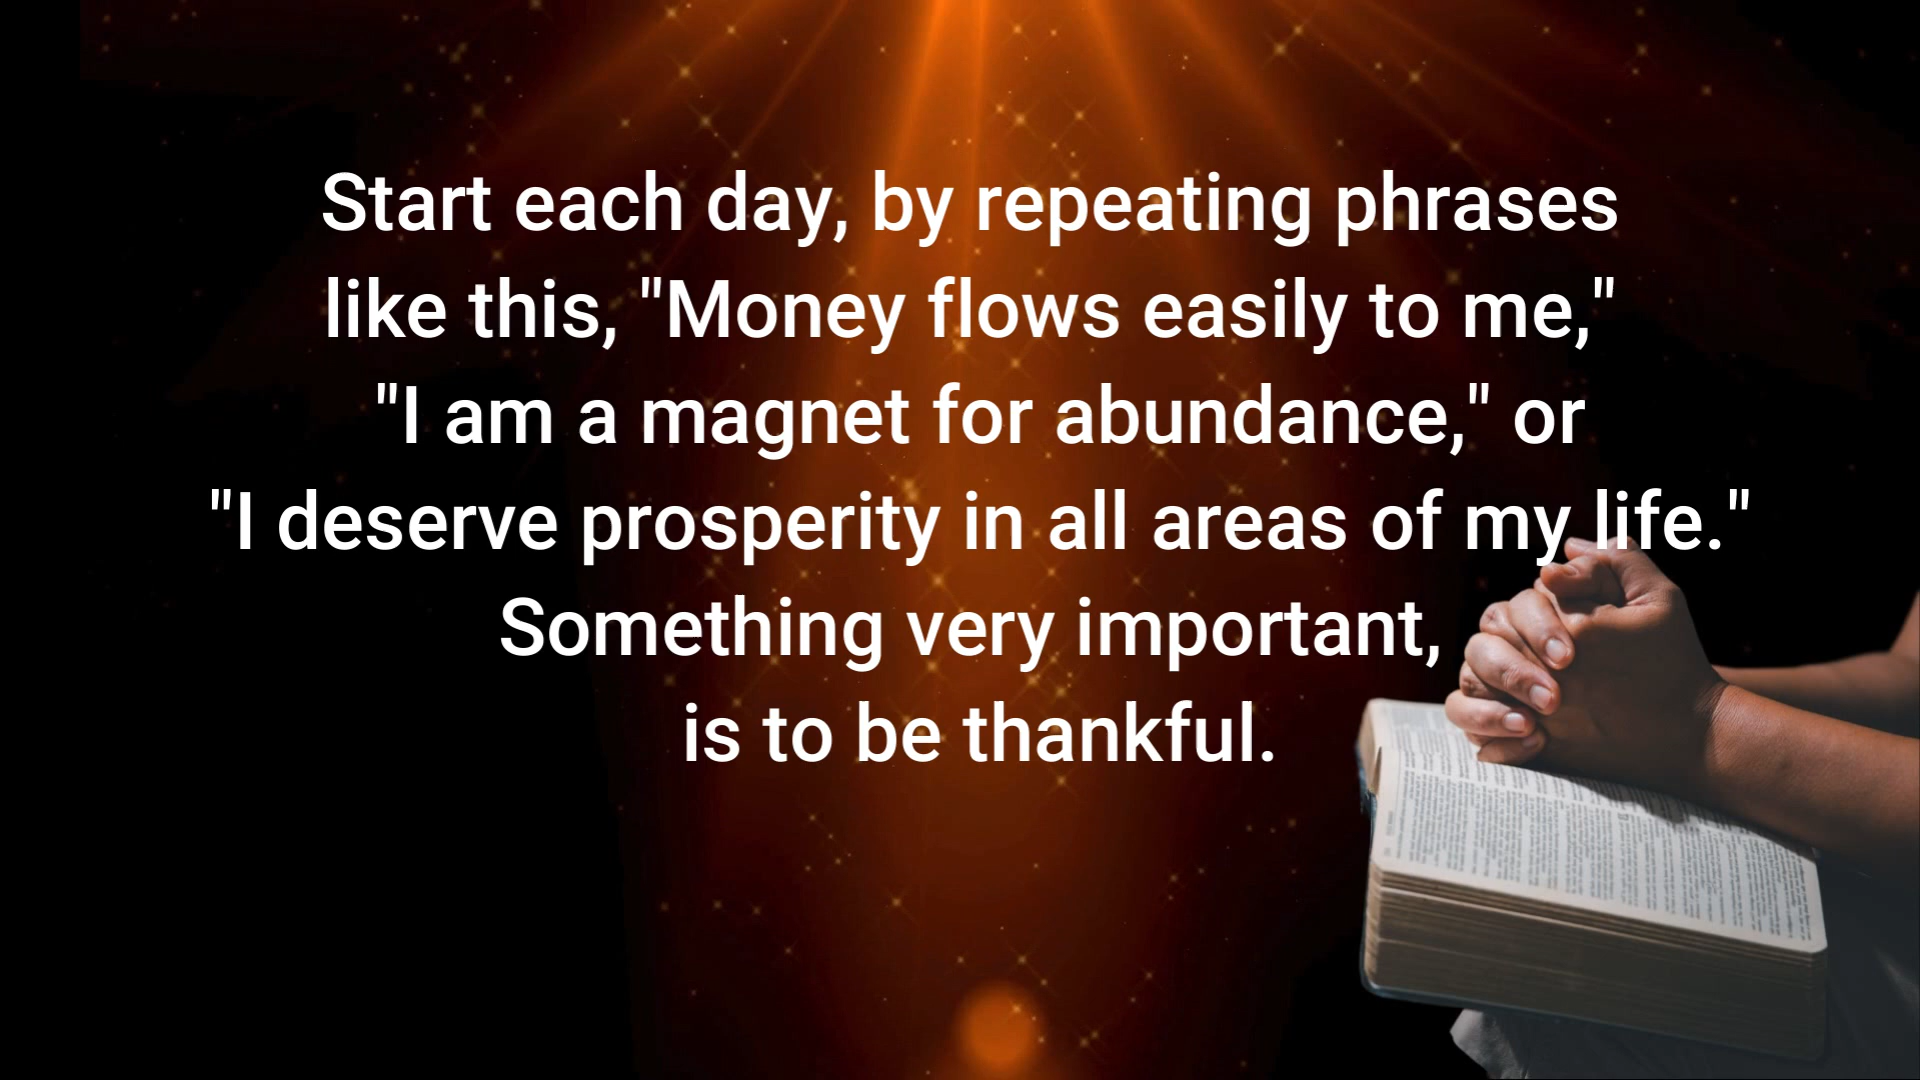 Start each day, by repeating phrases
like this, "Money flows easily to me,"
"I am a magnet for abundance," or
"I deserve prosperity in all areas of my life."
Something very important,
is to be thankful.